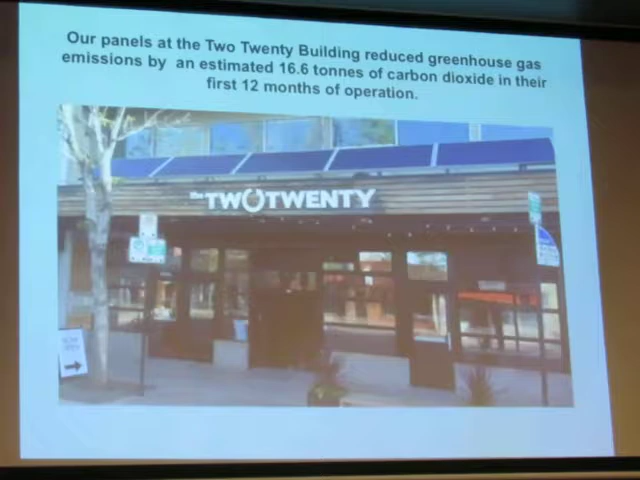 Our panels at the Two Twenty Building reduced greenhouse gas
emissions by an estimated 16.6 tonnes of carbon dioxide in their
first 12 months of operation.
the TWOTWENTY